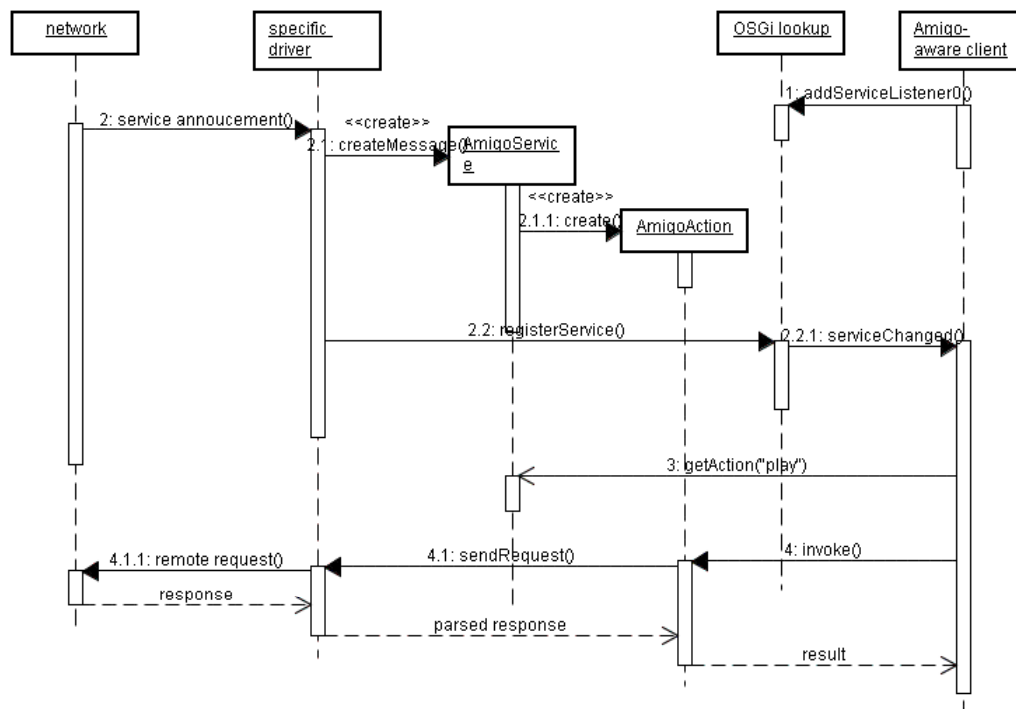 network
specific
driver
OSGi lookup
Amigo-
aware client
1: addServiceListener0()
2: service annoucement()
<<create>>
2.1: createMessage()
AmigoServic
e
<<create>>
2.1.1: create()
AmigoAction
2.2: registerService()
2.2.1: serviceChanged()
3: getAction("play")
4: invoke()
4.1: sendRequest()
4.1.1: remote request()
response
parsed response
result